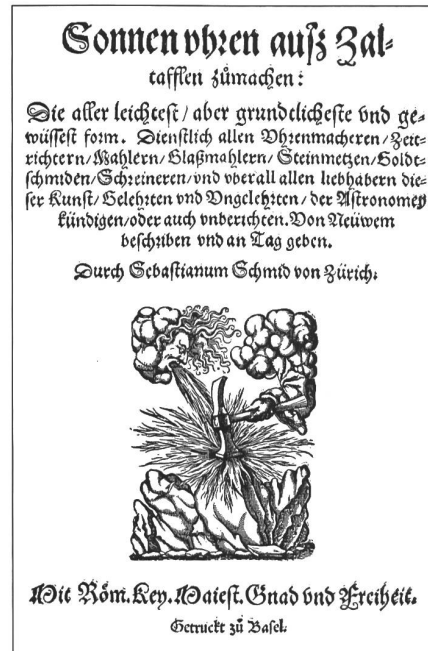 Sonnen vhren aufz Zal-
tafflen zůmachen:
Die aller leichtest/ aber grundtlicheste vnd ge-
wüssest form. Dienstlich allen Vhrenmacheren/ Zeit-
richtern/ Mahlern/ Glaßmahlern/ Steinmetzen/ Goldt-
schmiden/ Schreineren/ vnd vberall allen liebhabern die-
ser Kunst/ Gelehrten vnd Vngelehrten/ der Astronomey
kündigen/ oder auch vnberichten. Von Neüwem
beschriben vnd an Tag geben.
Durch Sebastianum Schmid von Zürich.
Mit Röm. Key. Maiest. Gnad vnd Freiheit.
Getruckt zů Basel.